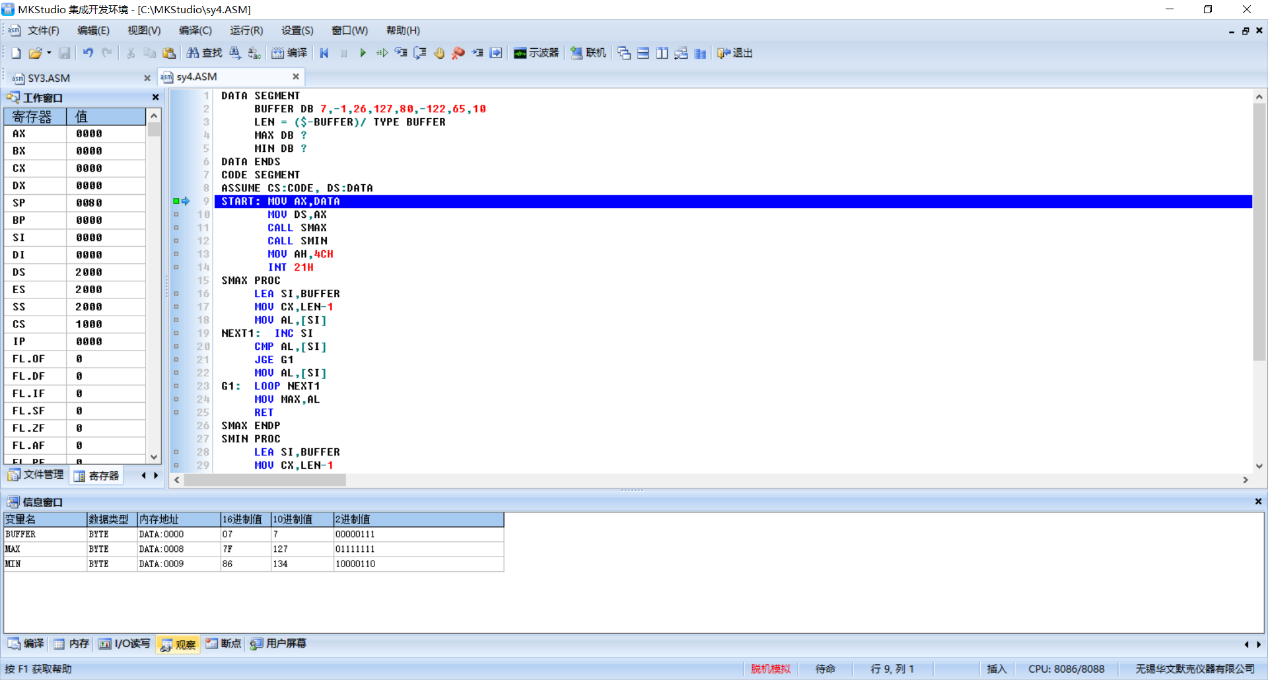 MKStudio 集成开发环境 - [C:\MKStudio\sy4.ASM]
文件(F) 编辑(E) 视图(V) 编译(C) 运行(R) 设置(S) 窗口(W) 帮助(H)
查找 编译 示波器 联机 退出
SY3.ASM sy4.ASM
工作窗口
寄存器 值
AX 0000
BX 0000
CX 0000
DX 0000
SP 0080
BP 0000
SI 0000
DI 0000
DS 2000
ES 2000
SS 2000
CS 1000
IP 0000
FL.OF 0
FL.DF 0
FL.IF 0
FL.SF 0
FL.ZF 0
FL.AF 0
FL.PF 0
文件管理 寄存器
1 DATA SEGMENT
2 BUFFER DB 7,-1,26,127,80,-122,65,10
3 LEN = ($-BUFFER)/ TYPE BUFFER
4 MAX DB ?
5 MIN DB ?
6 DATA ENDS
7 CODE SEGMENT
8 ASSUME CS:CODE, DS:DATA
9 START: MOV AX,DATA
10 MOV DS,AX
11 CALL SMAX
12 CALL SMIN
13 MOV AH,4CH
14 INT 21H
15 SMAX PROC
16 LEA SI,BUFFER
17 MOV CX,LEN-1
18 MOV AL,[SI]
19 NEXT1: INC SI
20 CMP AL,[SI]
21 JGE G1
22 MOV AL,[SI]
23 G1: LOOP NEXT1
24 MOV MAX,AL
25 RET
26 SMAX ENDP
27 SMIN PROC
28 LEA SI,BUFFER
29 MOV CX,LEN-1
信息窗口
变量名 数据类型 内存地址 16进制值 10进制值 2进制值
BUFFER BYTE DATA:0000 07 7 00000111
MAX BYTE DATA:0008 7F 127 01111111
MIN BYTE DATA:0009 86 134 10000110
编译 内存 I/O读写 观察 断点 用户屏幕
按 F1 获取帮助 脱机模拟 待命 行 9, 列 1 插入 CPU: 8086/8088 无锡华文默克仪器有限公司